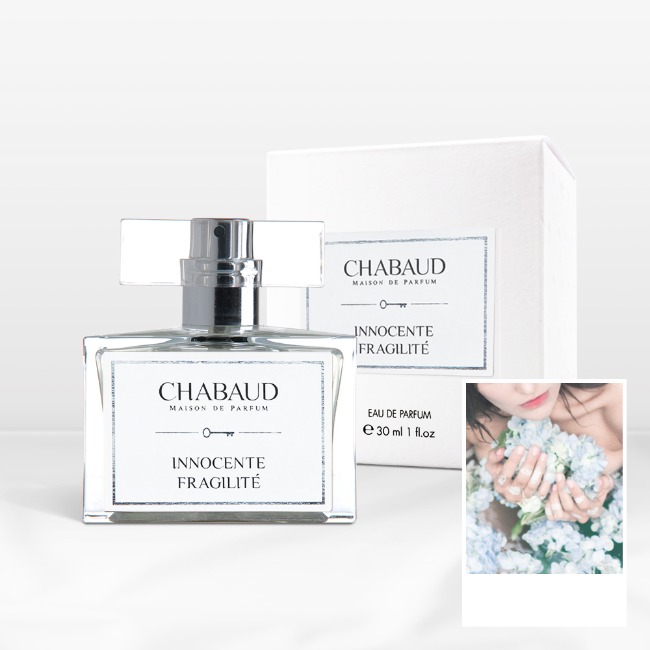 CHABAUD
MAISON DE PARFUM
INNOCENTE
FRAGILITÉ
CHABAUD
MAISON DE PARFUM
INNOCENTE
FRAGILITÉ
EAU DE PARFUM
℮ 30 ml 1 fl.oz